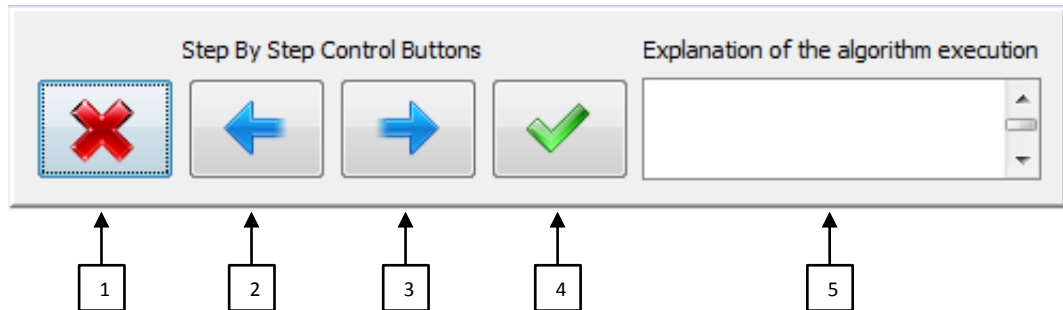 Step By Step Control Buttons
Explanation of the algorithm execution
1
2
3
4
5